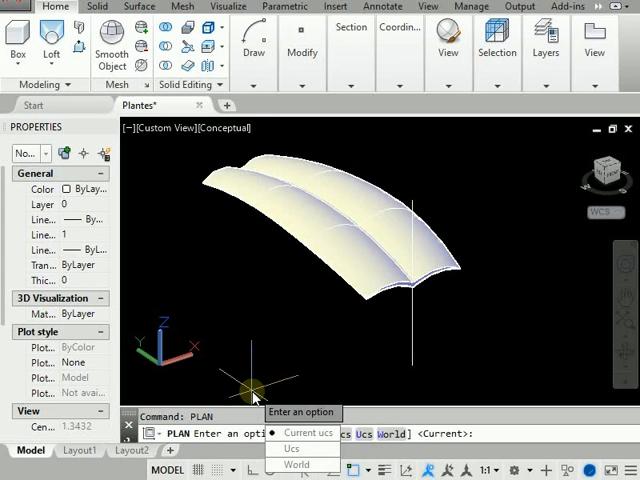 Home Solid Surface Mesh Visualize Parametric Insert Annotate View Manage Output Add-ins
Box Loft Smooth Object Draw Modify Section Coordin... View Selection Layers View
Modeling Mesh Solid Editing
Start Plantes*
PROPERTIES
[−][Custom View][Conceptual]
No...
General
Color ByLay...
Layer 0
Line... ByLay...
Line... 1
Line... ByL...
Tran... ByLayer
Thic... 0
3D Visualization
Mat... ByLayer
Plot style
Plot... ByColor
Plot... None
Plot... Model
Plot... Not avai...
View
Cen... 1.3432
WCS
Z
Y
X
Command: PLAN
Enter an option
PLAN Enter an opti
cs Ucs World] <Current>:
Current ucs
Ucs
World
Model Layout1 Layout2
MODEL 1:1